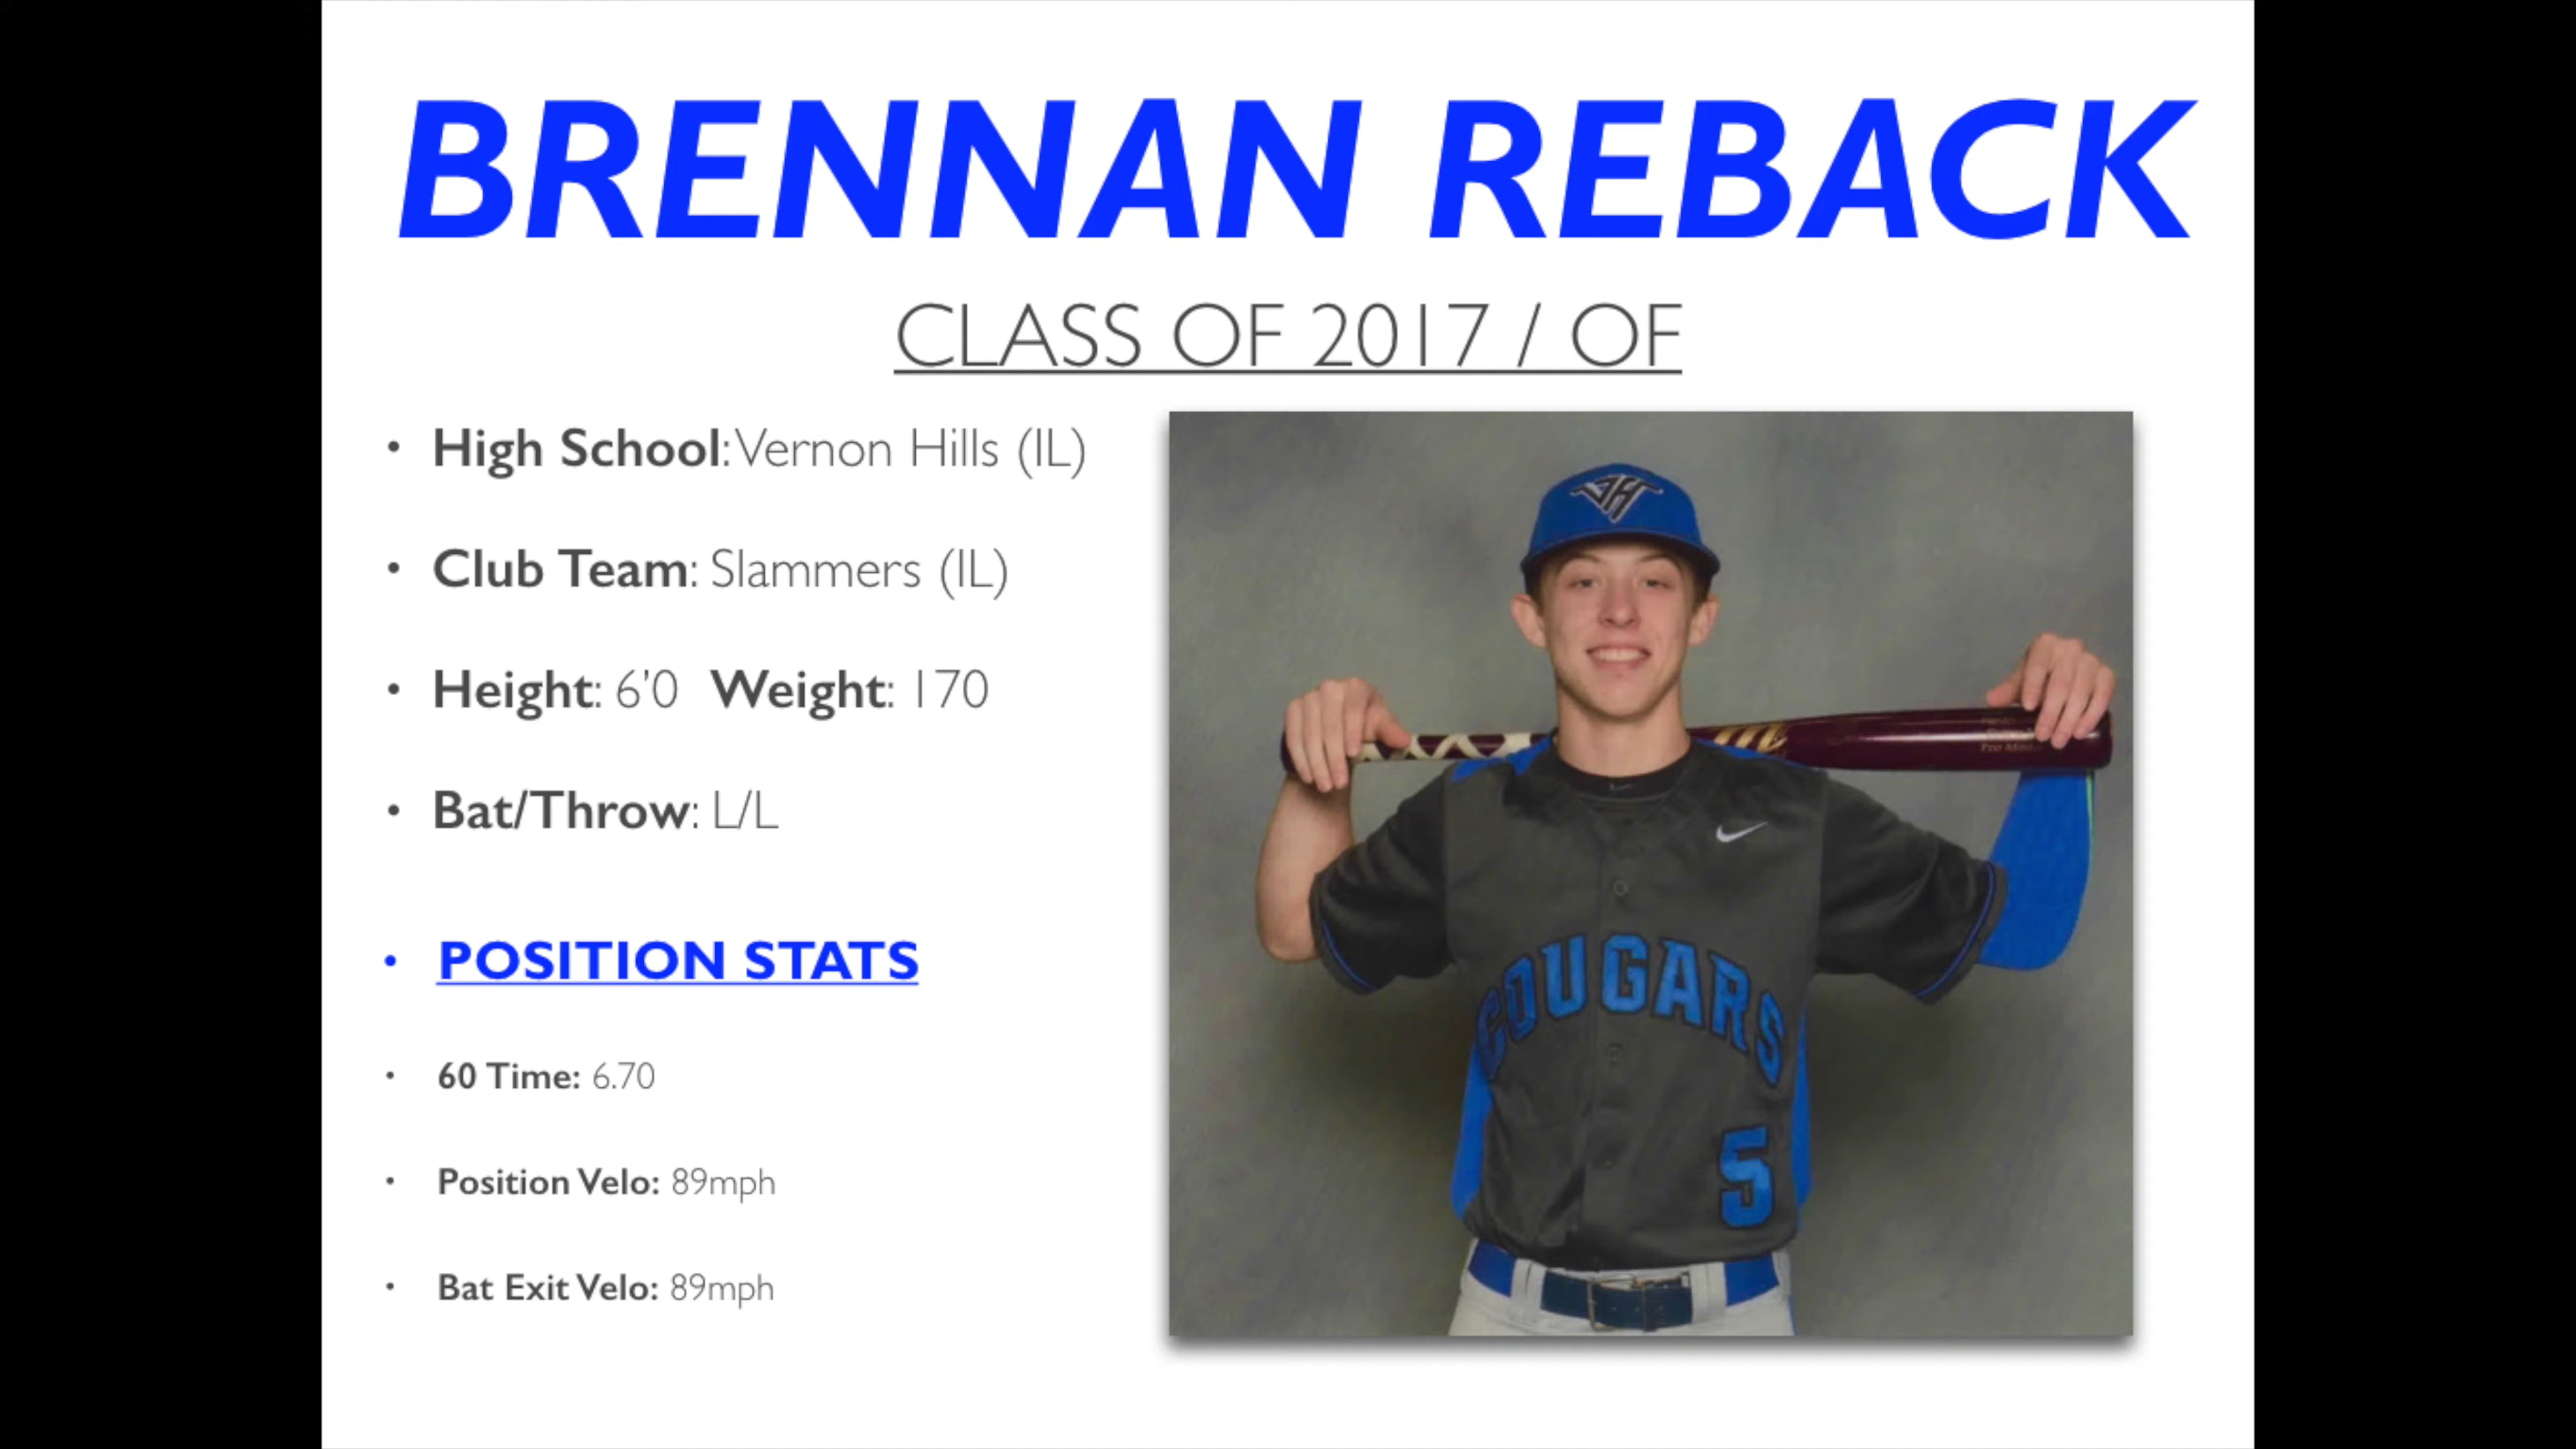 BRENNAN REBACK
CLASS OF 2017 / OF
• High School: Vernon Hills (IL)
• Club Team: Slammers (IL)
• Height: 6'0 Weight: 170
• Bat/Throw: L/L
• POSITION STATS
• 60 Time: 6.70
• Position Velo: 89mph
• Bat Exit Velo: 89mph
VH
COUGARS
5